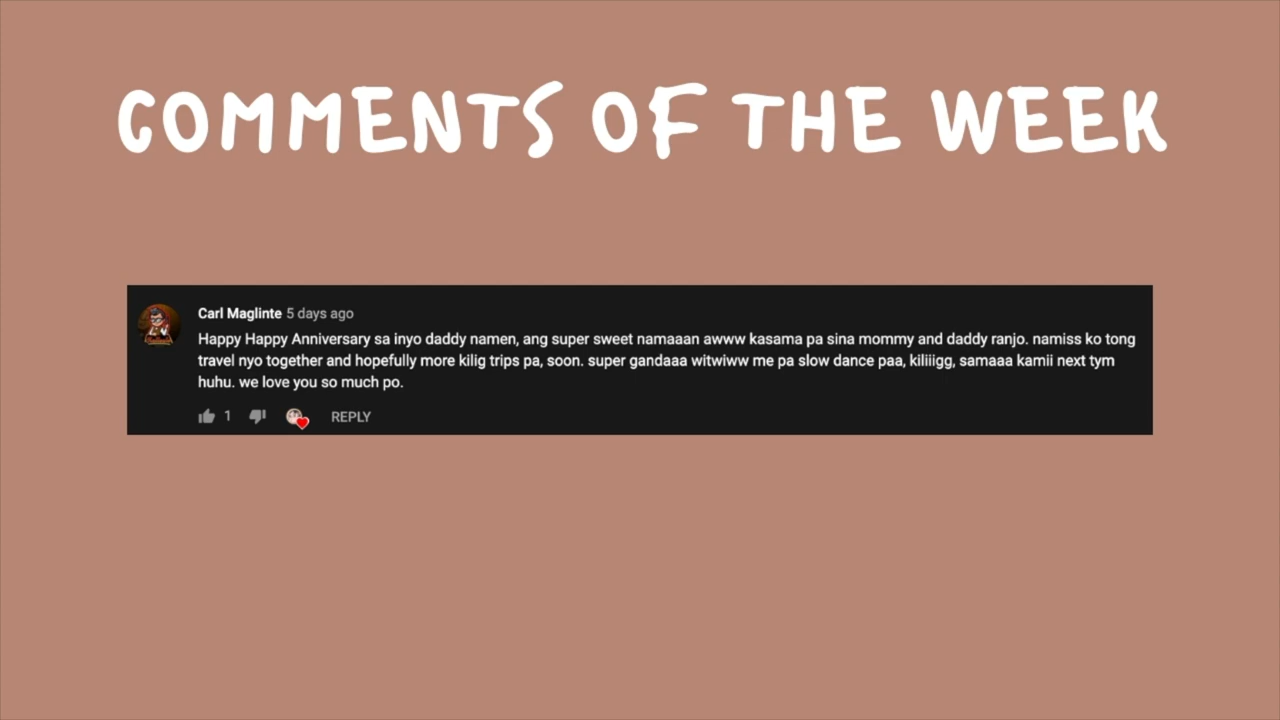 COMMENTS OF THE WEEK
Carl Maglinte 5 days ago
Happy Happy Anniversary sa inyo daddy namen, ang super sweet namaaan awww kasama pa sina mommy and daddy ranjo. namiss ko tong
travel nyo together and hopefully more kilig trips pa, soon. super gandaaa witwiww me pa slow dance paa, kiliiigg, samaaa kamii next tym
huhu. we love you so much po.
1 REPLY